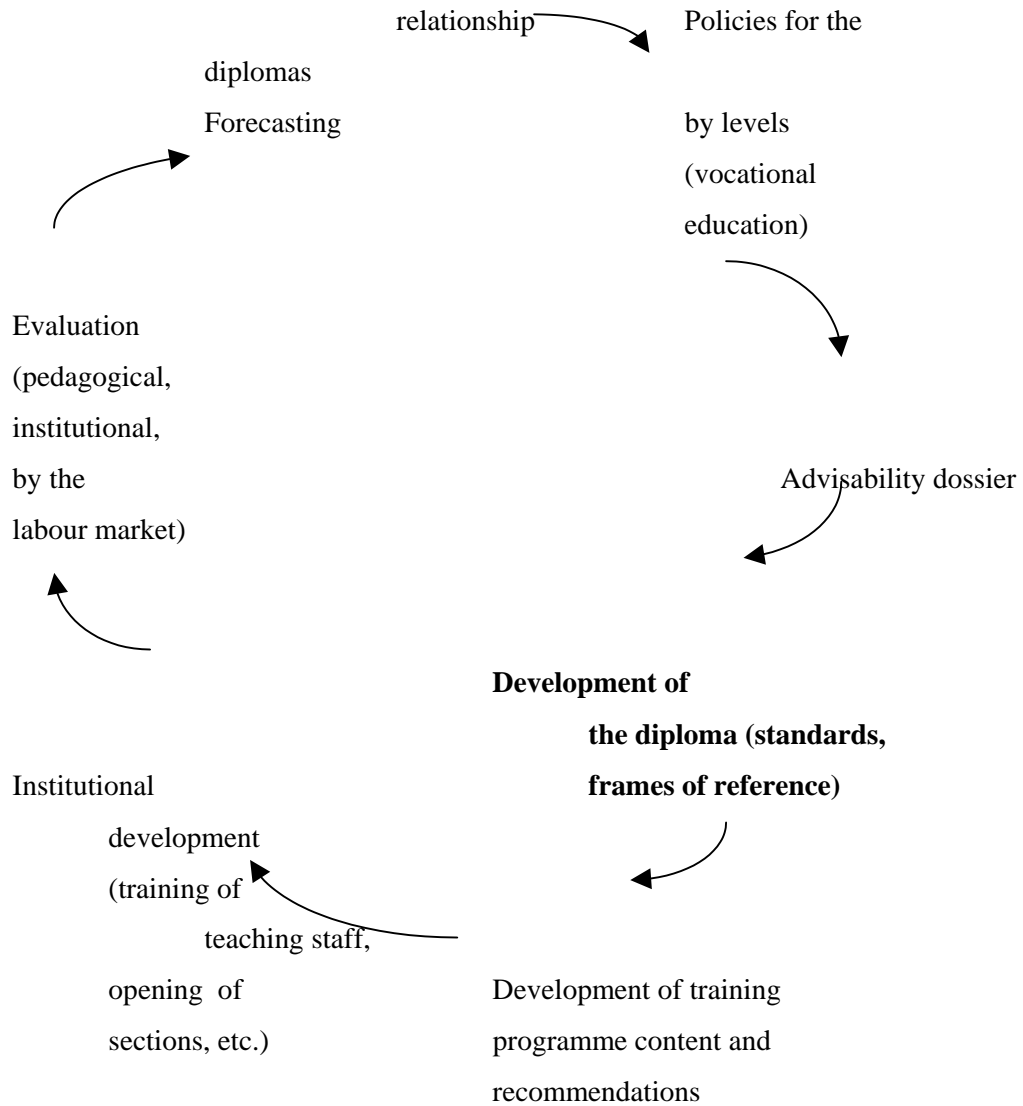 relationship
Policies for the
diplomas
Forecasting
by levels
(vocational
education)
Evaluation
(pedagogical,
institutional,
by the
labour market)
Advisability dossier
Development of
the diploma (standards,
frames of reference)
Institutional
development
(training of
teaching staff,
opening of
sections, etc.)
Development of training
programme content and
recommendations